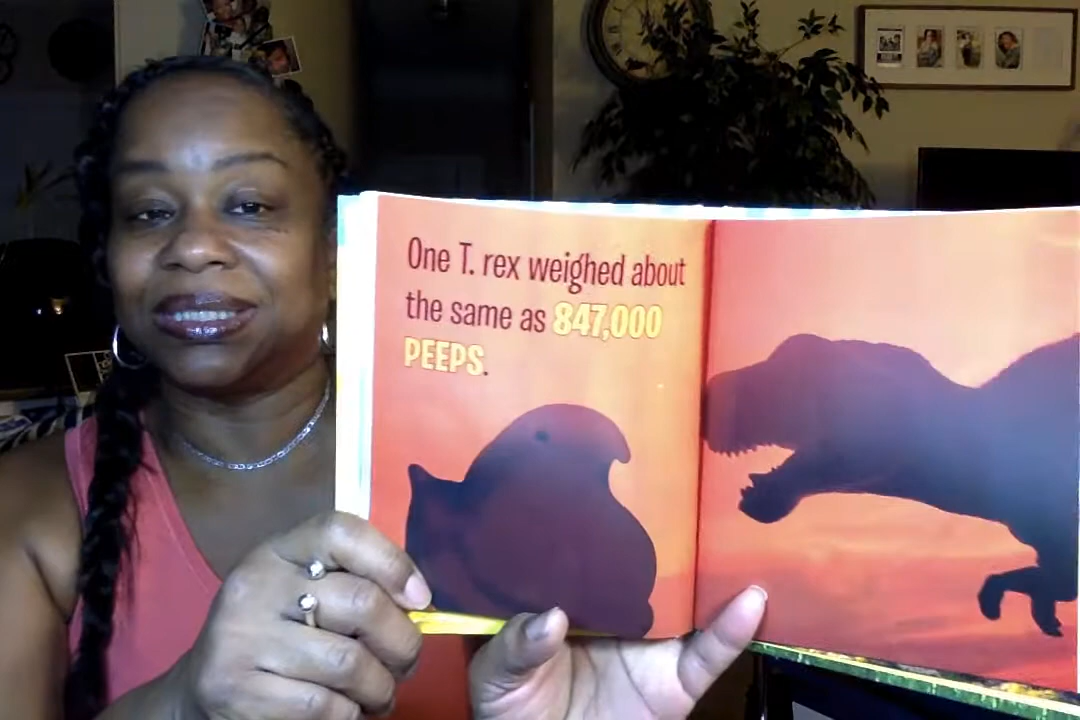 One T. rex weighed about
the same as 847,000
PEEPS.